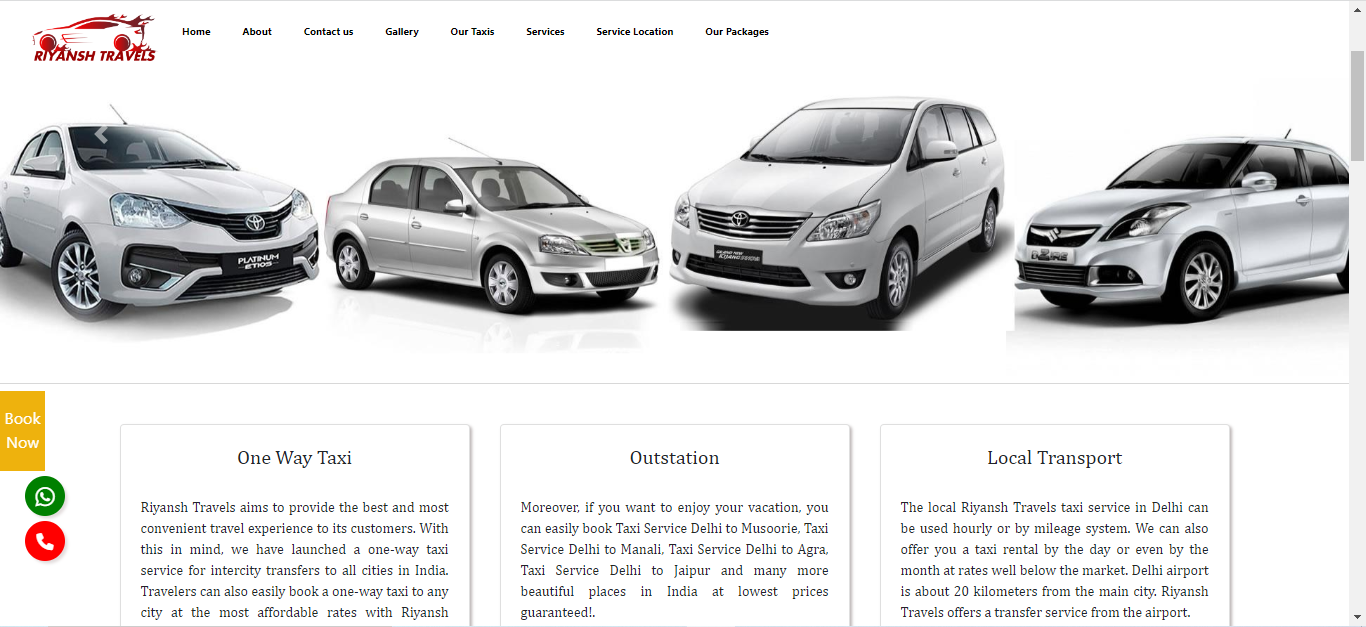 RIYANSH TRAVELS
Home About Contact us Gallery Our Taxis Services Service Location Our Packages
PLATINUM
ETIOS
Book
Now
One Way Taxi
Riyansh Travels aims to provide the best and most
convenient travel experience to its customers. With
this in mind, we have launched a one-way taxi
service for intercity transfers to all cities in India.
Travelers can also easily book a one-way taxi to any
city at the most affordable rates with Riyansh
Outstation
Moreover, if you want to enjoy your vacation, you
can easily book Taxi Service Delhi to Musoorie, Taxi
Service Delhi to Manali, Taxi Service Delhi to Agra,
Taxi Service Delhi to Jaipur and many more
beautiful places in India at lowest prices
guaranteed!.
Local Transport
The local Riyansh Travels taxi service in Delhi can
be used hourly or by mileage system. We can also
offer you a taxi rental by the day or even by the
month at rates well below the market. Delhi airport
is about 20 kilometers from the main city. Riyansh
Travels offers a transfer service from the airport.